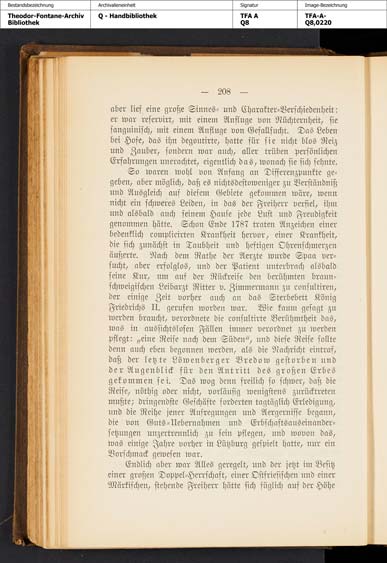 Bestandsbezeichnung
Archivalieneinheit
Signatur
Image-Bezeichnung
Theodor-Fontane-Archiv
Bibliothek
Q - Handbibliothek
TFA A
Q8
TFA-A-
Q8,0220
— 208 —
aber lief eine große Sinnes- und Charakter-Verschiedenheit:
er war reservirt, mit einem Anfluge von Nüchternheit, sie
sanguinisch, mit einem Anfluge von Gefallsucht. Das Leben
bei Hofe, das ihn degoutirte, hatte für sie nicht blos Reiz
und Zauber, sondern war auch, aller trüben persönlichen
Erfahrungen unerachtet, eigentlich das, wonach sie sich sehnte.
So waren wohl von Anfang an Differenzpunkte ge-
geben, aber möglich, daß es nichtsdestoweniger zu Verständniß
und Ausgleich auf diesem Gebiete gekommen wäre, wenn
nicht ein schweres Leiden, in das der Freiherr verfiel, ihm
und alsbald auch seinem Hause jede Lust und Freudigkeit
genommen hätte. Schon Ende 1787 traten Anzeichen einer
bedenklich complicirten Krankheit hervor, einer Krankheit,
die sich zunächst in Taubheit und heftigen Ohrenschmerzen
äußerte. Nach dem Rathe der Aerzte wurde Spaa ver-
sucht, aber erfolglos, und der Patient unterbrach alsbald
seine Kur, um auf der Rückreise den berühmten braun-
schweigischen Leibarzt Ritter v. Zimmermann zu consultiren,
der einige Zeit vorher auch an das Sterbebett König
Friedrichs II. gerufen worden war. Wie kaum gesagt zu
werden braucht, verordnete die consultirte Berühmtheit das,
was in aussichtslosen Fällen immer verordnet zu werden
pflegt: „eine Reise nach dem Süden“, und diese Reise sollte
denn auch eben begonnen werden, als die Nachricht eintraf,
daß der letzte Löwenberger Bredow gestorben und
der Augenblick für den Antritt des großen Erbes
gekommen sei. Das wog denn freilich so schwer, daß die
Reise, nöthig oder nicht, vorläufig wenigstens zurücktreten
mußte; dringendste Geschäfte forderten tagtäglich Erledigung,
und die Reihe jener Aufregungen und Aergernisse begann,
die von Guts-Uebernahmen und Erbschaftsauseinander-
setzungen unzertrennlich zu sein pflegen, und wovon das,
was einige Jahre vorher in Lützburg gespielt hatte, nur ein
Vorschmack gewesen war.
Endlich aber war Alles geregelt, und der jetzt im Besitz
einer großen Doppel-Herrschaft, einer Ostfriesischen und einer
Märkischen, stehende Freiherr hätte sich füglich auf der Höhe